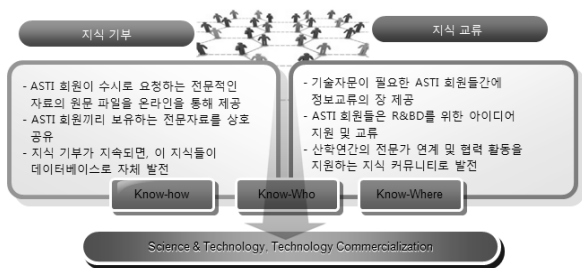 지식 기부
지식 교류
- ASTI 회원이 수시로 요청하는 전문적인
자료의 원문 파일을 온라인을 통해 제공
- ASTI 회원끼리 보유하는 전문자료를 상호
공유
- 지식 기부가 지속되면, 이 지식들이
데이터베이스로 자체 발전
- 기술자문이 필요한 ASTI 회원들간에
정보교류의 장 제공
- ASTI 회원들은 R&BD를 위한 아이디어
지원 및 교류
- 산학연간의 전문가 연계 및 협력 활동을
지원하는 지식 커뮤니티로 발전
Know-how
Know-Who
Know-Where
Science & Technology, Technology Commercialization